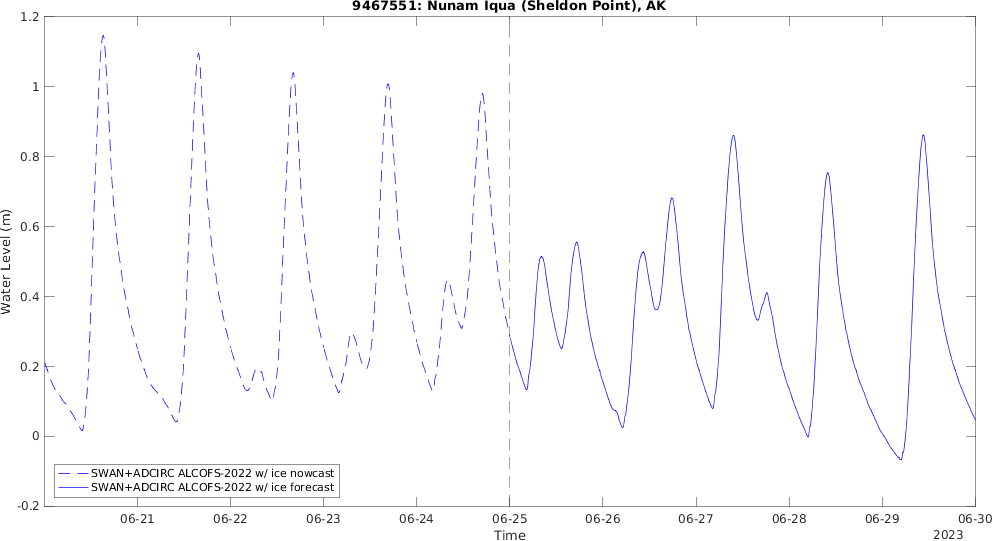 9467551: Nunam Iqua (Sheldon Point), AK
1.2
1
0.8
0.6
0.4
0.2
0
-0.2
Water Level (m)
SWAN+ADCIRC ALCOFS-2022 w/ ice nowcast
SWAN+ADCIRC ALCOFS-2022 w/ ice forecast
06-21 06-22 06-23 06-24 06-25 06-26 06-27 06-28 06-29 06-30
Time
2023